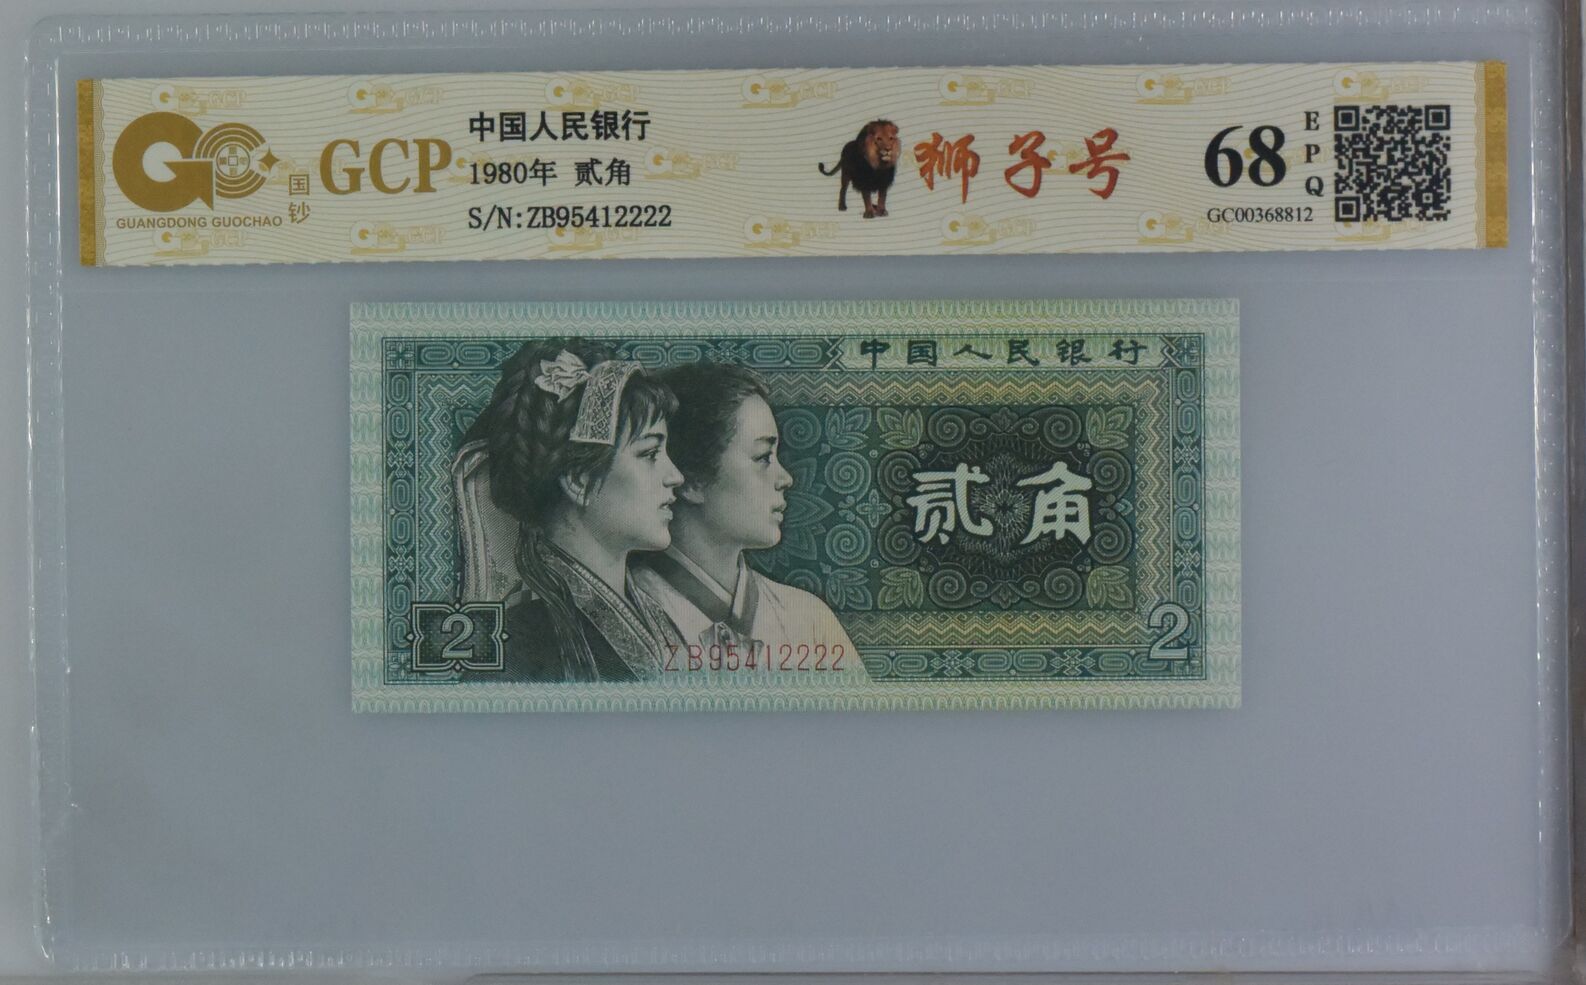 GUANGDONG GUOCHAO
国钞
GCP
中国人民银行
1980年 贰角
S/N:ZB95412222
狮子号
68
EPQ
GC00368812
中国人民银行
贰角
2
2
ZB95412222